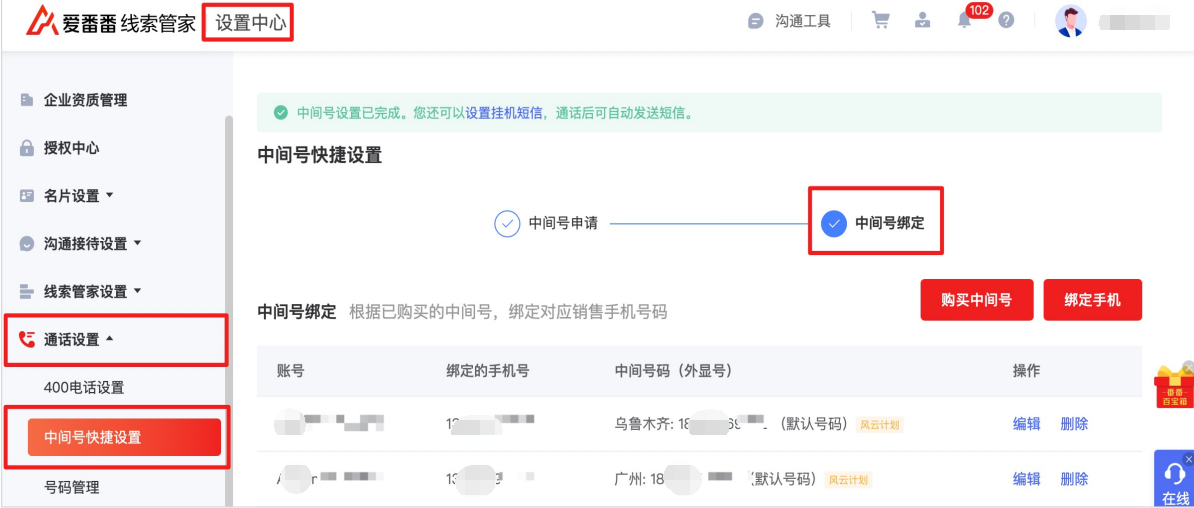 爱番番 线索管家 设置中心
沟通工具
102
企业资质管理
授权中心
名片设置
沟通接待设置
线索管家设置
通话设置
400电话设置
中间号快捷设置
号码管理
中间号设置已完成。您还可以设置挂机短信，通话后可自动发送短信。
中间号快捷设置
中间号申请
中间号绑定
中间号绑定 根据已购买的中间号，绑定对应销售手机号码
购买中间号 绑定手机
账号 绑定的手机号 中间号码（外显号） 操作
乌鲁木齐: 18 （默认号码） 风云计划 编辑 删除
广州: 18 (默认号码) 风云计划 编辑 删除
番番
百宝箱
在线